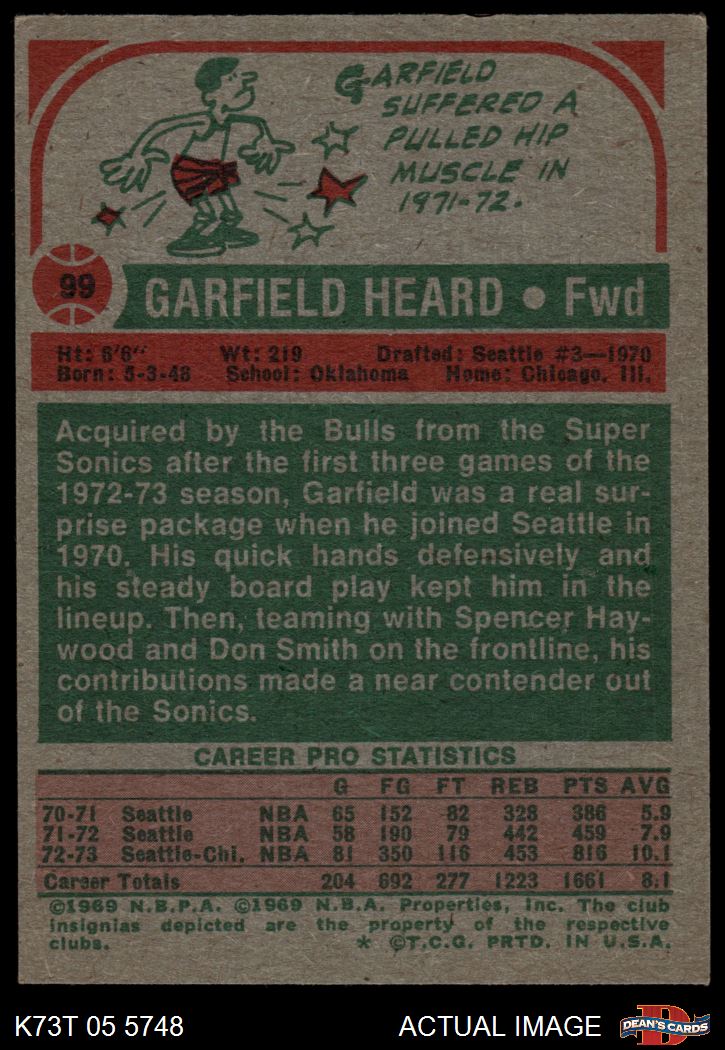 GARFIELD
SUFFERED A
PULLED HIP
MUSCLE IN
1971-72.
99
GARFIELD HEARD • Fwd
Ht: 6'6" Wt: 219 Drafted: Seattle #3—1970
Born: 5-3-48 School: Oklahoma Home: Chicago, Ill.
Acquired by the Bulls from the Super
Sonics after the first three games of the
1972-73 season, Garfield was a real sur-
prise package when he joined Seattle in
1970. His quick hands defensively and
his steady board play kept him in the
lineup. Then, teaming with Spencer Hay-
wood and Don Smith on the frontline, his
contributions made a near contender out
of the Sonics.
CAREER PRO STATISTICS
G FG FT REB PTS AVG
70-71 Seattle NBA 65 152 82 328 386 5.9
71-72 Seattle NBA 58 190 79 442 459 7.9
72-73 Seattle-Chi. NBA 81 350 116 453 816 10.1
Career Totals 204 692 277 1223 1661 8.1
©1969 N.B.P.A. ©1969 N.B.A. Properties, Inc. The club
insignias depicted are the property of the respective
clubs. * ©T.C.G. PRTD. IN U.S.A.
K73T 05 5748 ACTUAL IMAGE DEAN'S CARDS